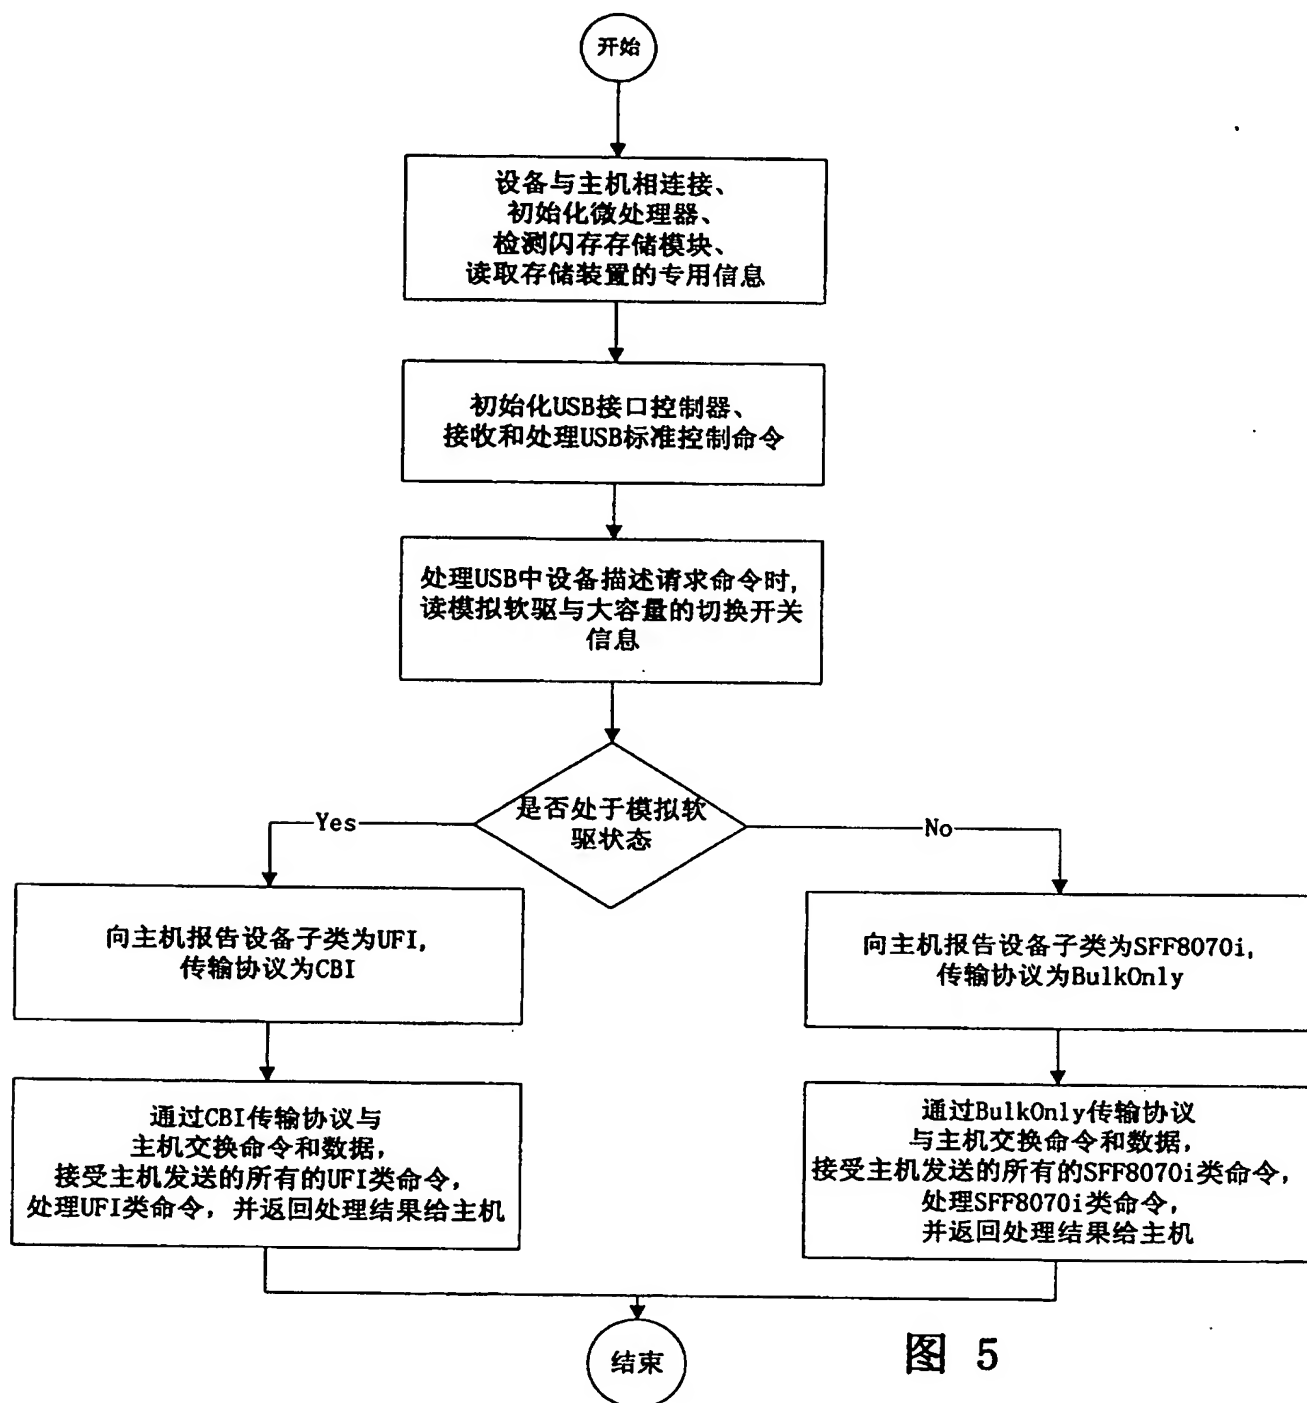 开始
设备与主机相连接、
初始化微处理器、
检测闪存存储模块、
读取存储装置的专用信息
初始化USB接口控制器、
接收和处理USB标准控制命令
处理USB中设备描述请求命令时,
读模拟软驱与大容量的切换开关
信息
是否处于模拟软
驱状态
Yes
No
向主机报告设备子类为UFI,
传输协议为CBI
向主机报告设备子类为SFF8070i,
传输协议为BulkOnly
通过CBI传输协议与
主机交换命令和数据,
接受主机发送的所有的UFI类命令,
处理UFI类命令, 并返回处理结果给主机
通过BulkOnly传输协议
与主机交换命令和数据,
接受主机发送的所有的SFF8070i类命令,
处理SFF8070i类命令,
并返回处理结果给主机
结束
图 5